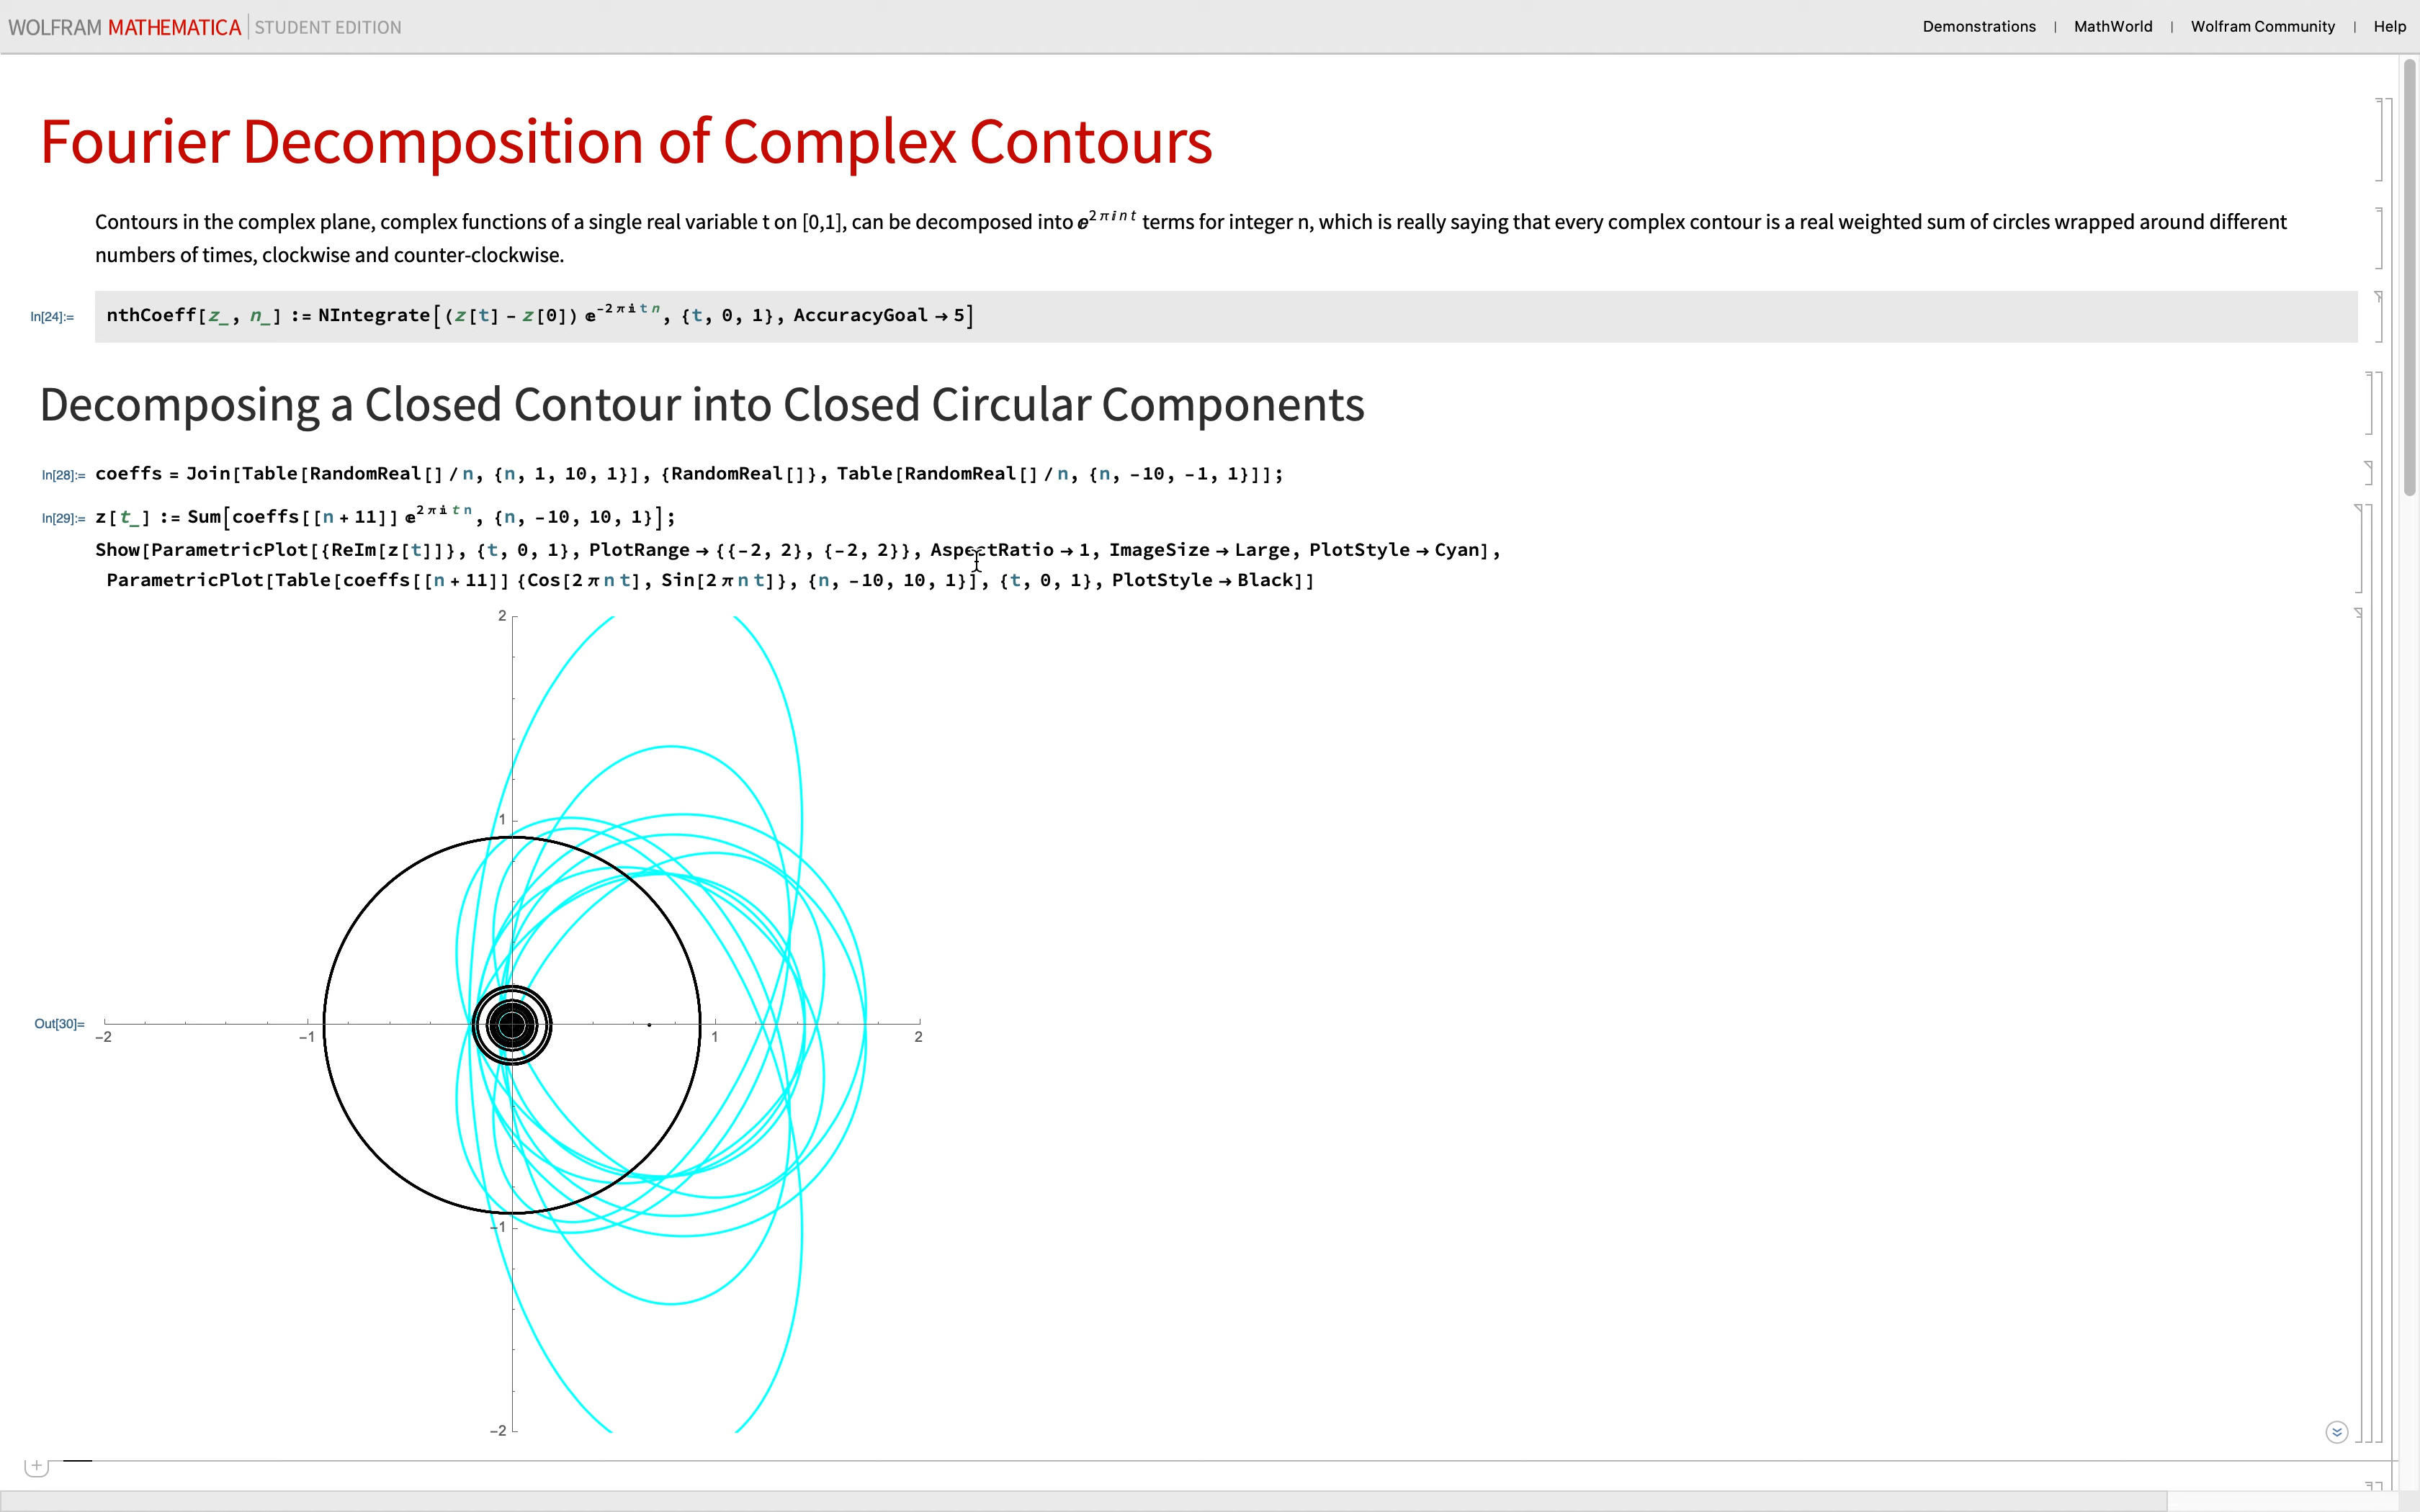 WOLFRAM MATHEMATICA | STUDENT EDITION
Demonstrations | MathWorld | Wolfram Community | Help
Fourier Decomposition of Complex Contours
Contours in the complex plane, complex functions of a single real variable t on [0,1], can be decomposed into ⅇ^2πⅈnt terms for integer n, which is really saying that every complex contour is a real weighted sum of circles wrapped around different
numbers of times, clockwise and counter-clockwise.
In[24]:= nthCoeff[z_, n_] := NIntegrate[(z[t] - z[0]) ⅇ^-2πⅈtn, {t, 0, 1}, AccuracyGoal → 5]
Decomposing a Closed Contour into Closed Circular Components
In[28]:= coeffs = Join[Table[RandomReal[] / n, {n, 1, 10, 1}], {RandomReal[]}, Table[RandomReal[] / n, {n, -10, -1, 1}]];
In[29]:= z[t_] := Sum[coeffs[[n + 11]] ⅇ^2πⅈtn, {n, -10, 10, 1}];
Show[ParametricPlot[{ReIm[z[t]]}, {t, 0, 1}, PlotRange → {{-2, 2}, {-2, 2}}, AspectRatio → 1, ImageSize → Large, PlotStyle → Cyan],
ParametricPlot[Table[coeffs[[n + 11]] {Cos[2 π n t], Sin[2 π n t]}, {n, -10, 10, 1}], {t, 0, 1}, PlotStyle → Black]]
2
1
Out[30]=
-2 -1 1 2
-1
-2